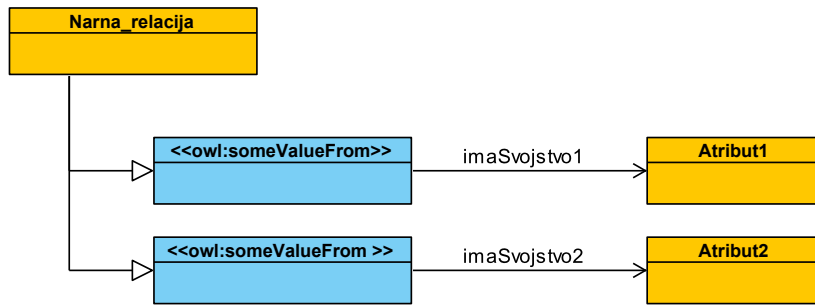 Narna_relacija
<<owl:someValueFrom>>
imaSvojstvo1
Atribut1
<<owl:someValueFrom >>
imaSvojstvo2
Atribut2